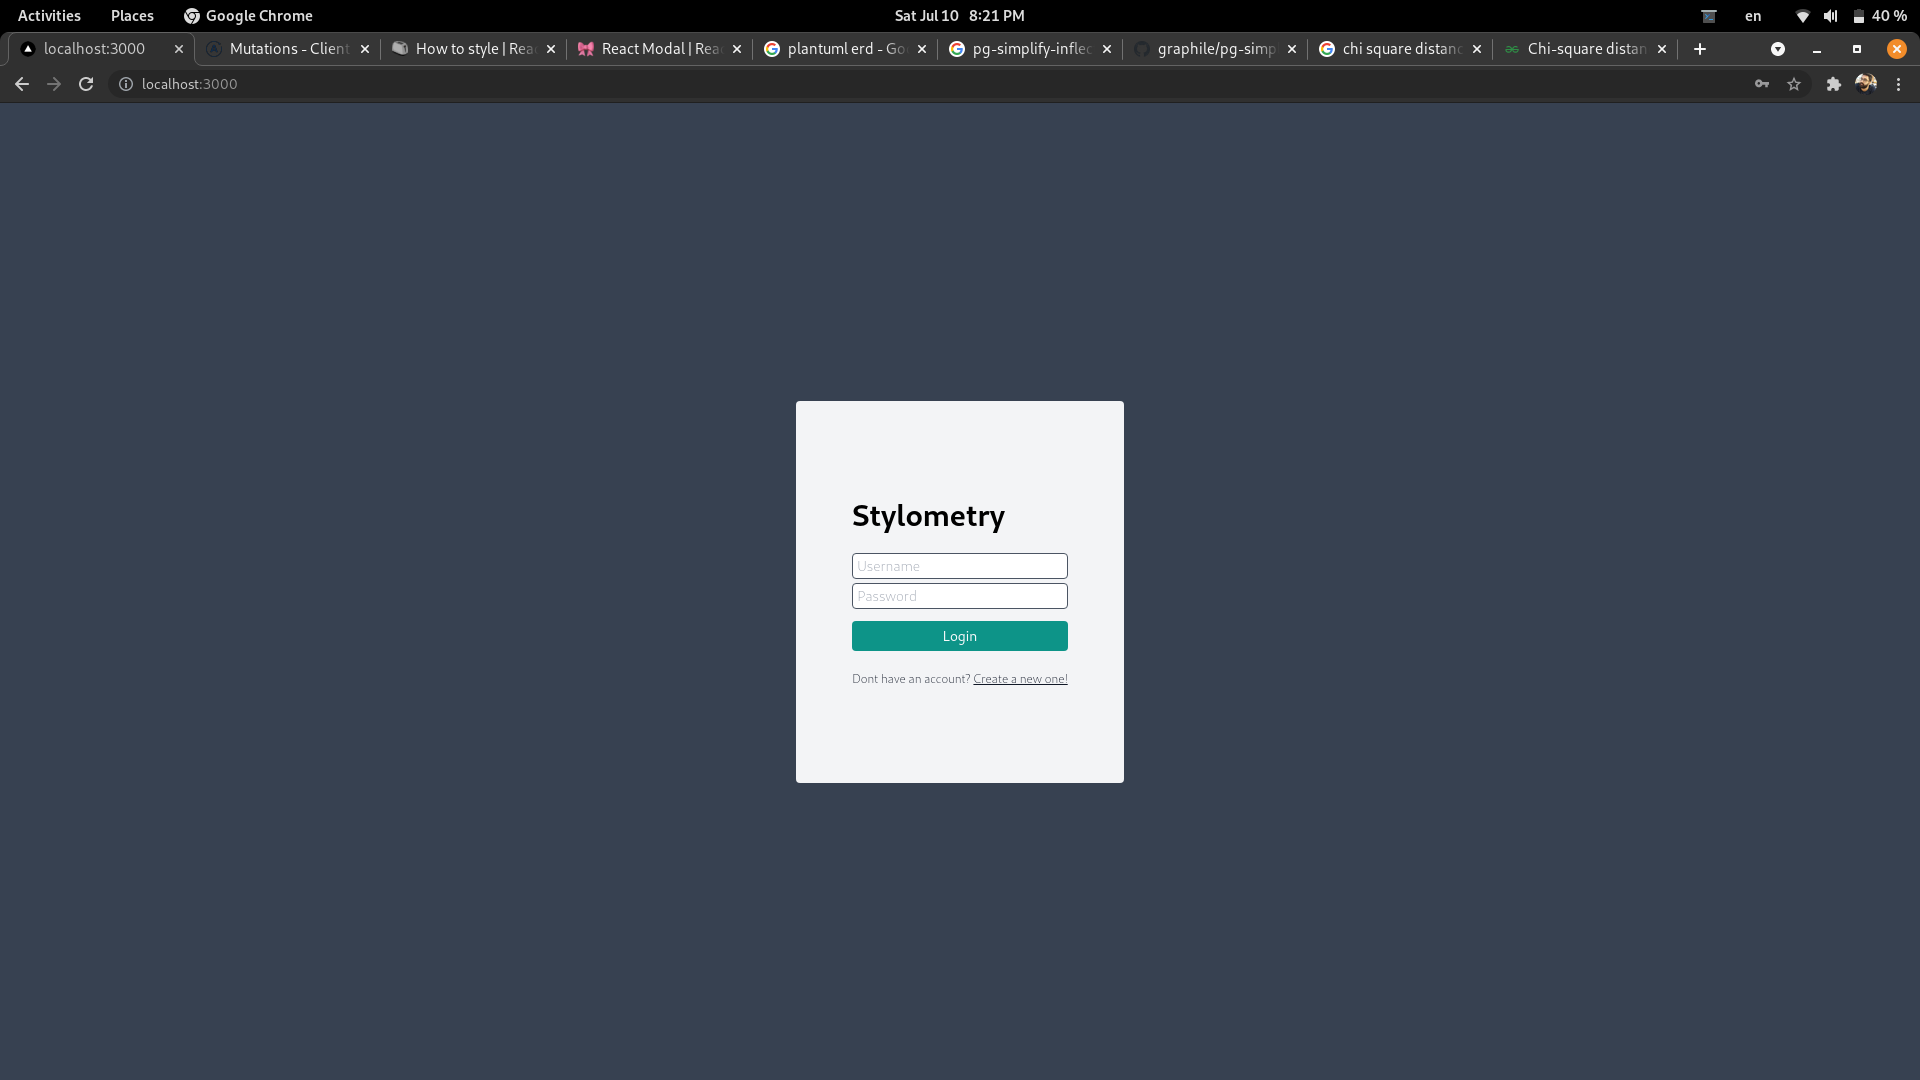 Activities Places Google Chrome Sat Jul 10 8:21 PM en 40 %
localhost:3000 Mutations - Client How to style | Rea React Modal | Rea plantuml erd - Go pg-simplify-inflec graphile/pg-simp chi square distanc Chi-square distan
localhost:3000
Stylometry
Username
Password
Login
Dont have an account? Create a new one!